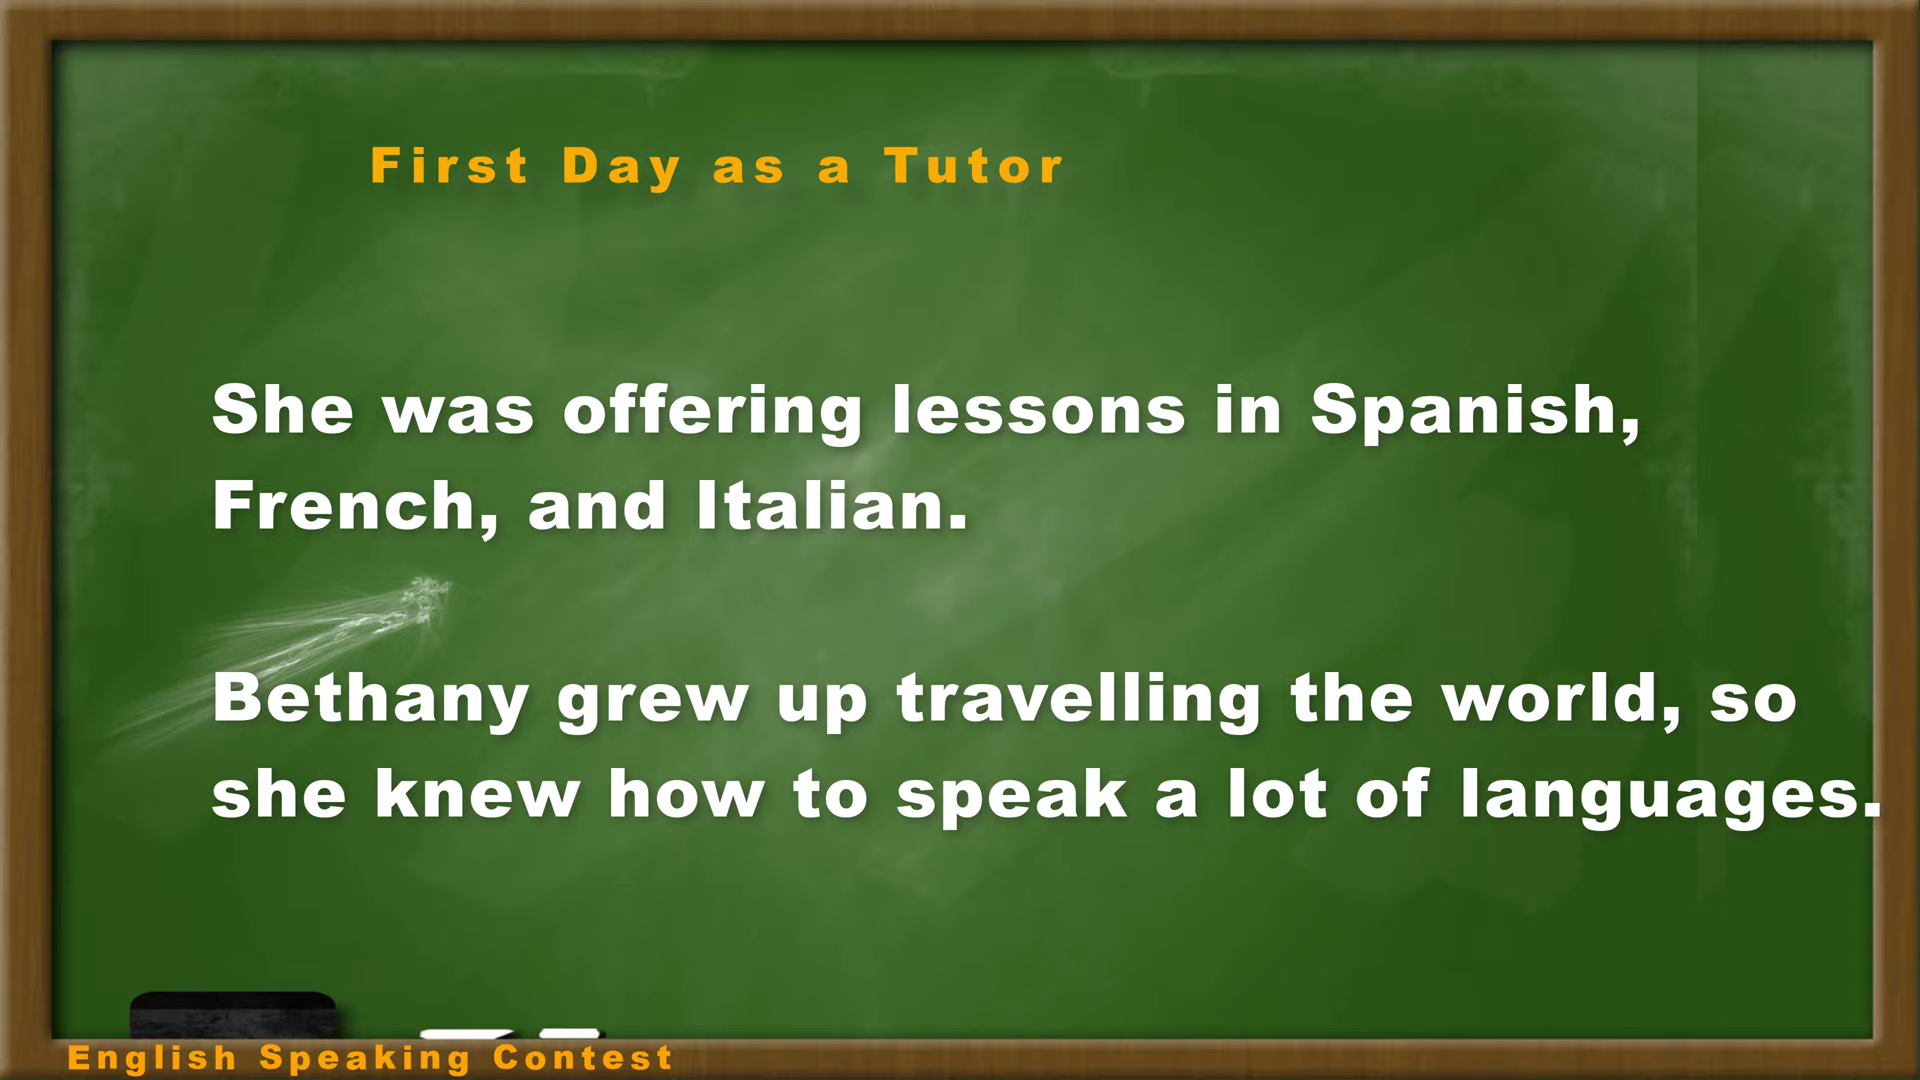 First Day as a Tutor
She was offering lessons in Spanish,
French, and Italian.
Bethany grew up travelling the world, so
she knew how to speak a lot of languages.
English Speaking Contest